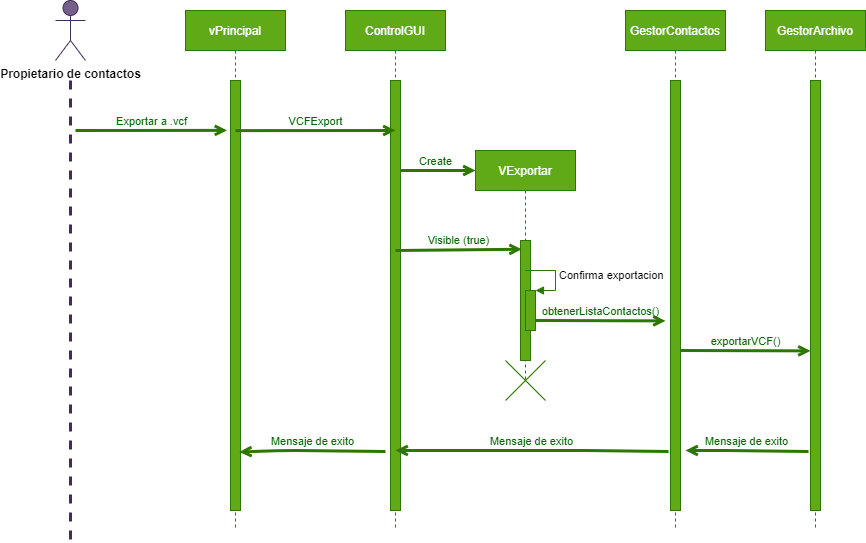 vPrincipal
ControlGUI
GestorContactos
GestorArchivo
Propietario de contactos
Exportar a .vcf
VCFExport
Create
VExportar
Visible (true)
Confirma exportacion
obtenerListaContactos()
exportarVCF()
Mensaje de exito
Mensaje de exito
Mensaje de exito